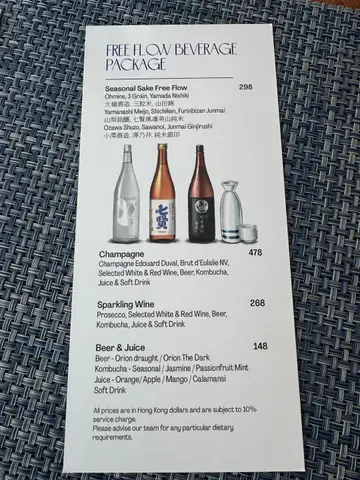 FREE FLOW BEVERAGE
PACKAGE
Seasonal Sake Free Flow 298
Ohmine, 3 Grain, Yamada Nishiki
大嶺酒造, 三粒米, 山田錦
Yamanashi Meijo, Shichiken, Furinbizan Junmai
山梨銘醸, 七賢風凛美山純米
Ozawa Shuzo, Sawanoi, Junmai Ginjirushi
小澤酒造, 澤乃井, 純米銀印
七賢
Champagne 478
Champagne Edouard Duval, Brut d'Eulalie NV,
Selected White & Red Wine, Beer, Kombucha,
Juice & Soft Drink
Sparkling Wine 268
Prosecco, Selected White & Red Wine, Beer,
Kombucha, Juice & Soft Drink
Beer & Juice 148
Beer - Orion draught / Orion The Dark
Kombucha - Seasonal / Jasmine / Passionfruit Mint
Juice - Orange/ Apple / Mango / Calamansi
Soft Drink
All prices are in Hong Kong dollars and are subject to 10%
service charge.
Please advise our team for any particular dietary
requirements.